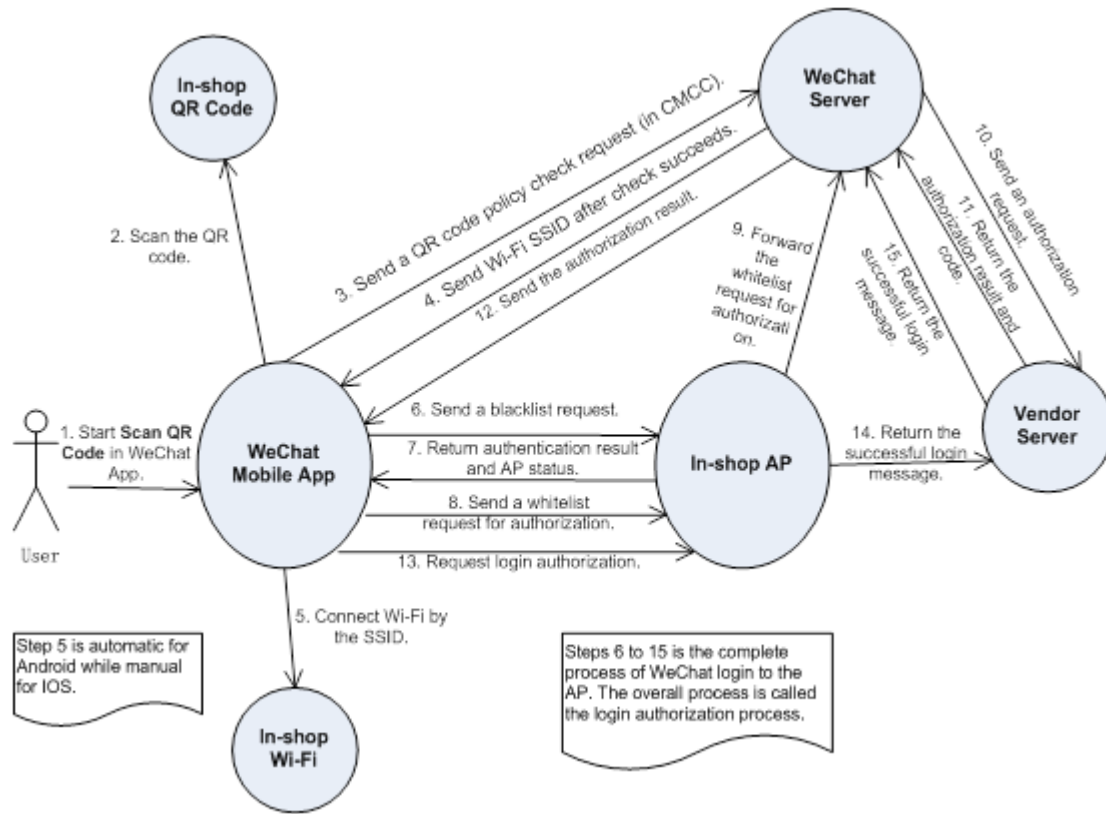 In-shop
QR Code
WeChat
Server
2. Scan the QR
code.
3. Send a QR code policy check request (in CMCC).
4. Send Wi-Fi SSID after check succeeds.
12. Send the authorization result.
9. Forward
the
whitelist
request for
authorizati
on.
10. Send an authorization
request.
11. Return the
authorization result and
code.
15. Return the
successful login
message.
1. Start Scan QR
Code in WeChat
App.
User
WeChat
Mobile App
6. Send a blacklist request.
7. Return authentication result
and AP status.
8. Send a whitelist
request for authorization.
13. Request login authorization.
In-shop AP
14. Return the
successful login
message.
Vendor
Server
5. Connect Wi-Fi by
the SSID.
In-shop
Wi-Fi
Step 5 is automatic for
Android while manual
for IOS.
Steps 6 to 15 is the complete
process of WeChat login to the
AP. The overall process is called
the login authorization process.